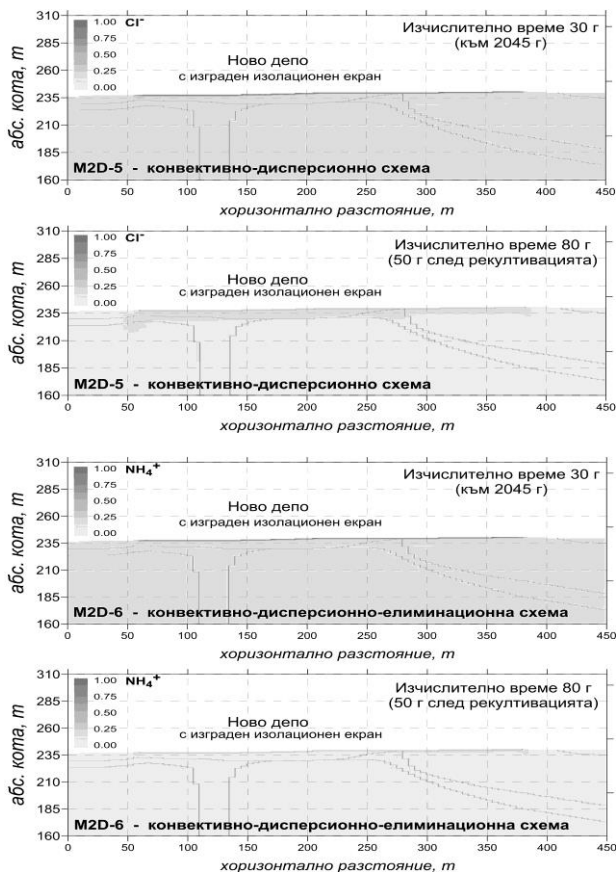 310
285
260
235
210
185
160
абс. кота, m
1.00
0.75
0.50
0.25
0.00
Cl⁻
Изчислително време 30 г
(към 2045 г)
Ново депо
с изграден изолационен екран
M2D-5 - конвективно-дисперсионно схема
0 50 100 150 200 250 300 350 400 450
хоризонтално разстояние, m
310
285
260
235
210
185
160
абс. кота, m
1.00
0.75
0.50
0.25
0.00
Cl⁻
Изчислително време 80 г
(50 г след рекултивацията)
Ново депо
с изграден изолационен екран
M2D-5 - конвективно-дисперсионно схема
0 50 100 150 200 250 300 350 400 450
хоризонтално разстояние, m
310
285
260
235
210
185
160
абс. кота, m
1.00
0.75
0.50
0.25
0.00
NH₄⁺
Изчислително време 30 г
(към 2045 г)
Ново депо
с изграден изолационен екран
M2D-6 - конвективно-дисперсионно-елиминационна схема
0 50 100 150 200 250 300 350 400 450
хоризонтално разстояние, m
310
285
260
235
210
185
160
абс. кота, m
1.00
0.75
0.50
0.25
0.00
NH₄⁺
Изчислително време 80 г
(50 г след рекултивацията)
Ново депо
с изграден изолационен екран
M2D-6 - конвективно-дисперсионно-елиминационна схема
0 50 100 150 200 250 300 350 400 450
хоризонтално разстояние, m